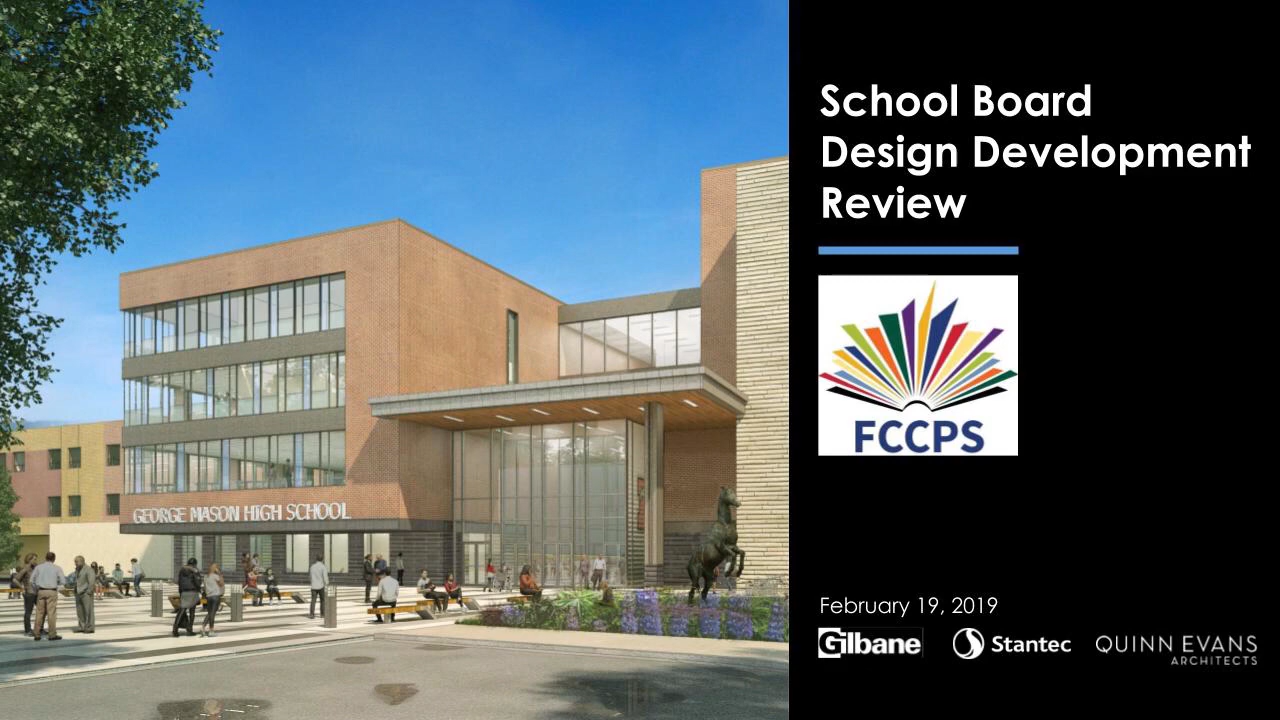 School Board
Design Development
Review
FCCPS
GEORGE MASON HIGH SCHOOL
February 19, 2019
Gilbane
Stantec
QUINN EVANS
ARCHITECTS